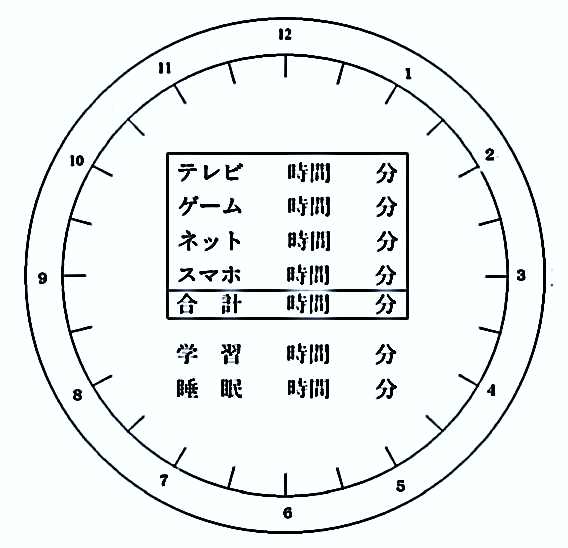 12
11
1
10
2
テレビ 時間 分
ゲーム 時間 分
ネット 時間 分
スマホ 時間 分
合 計 時間 分
9
3
学 習 時間 分
睡 眠 時間 分
8
4
7
5
6